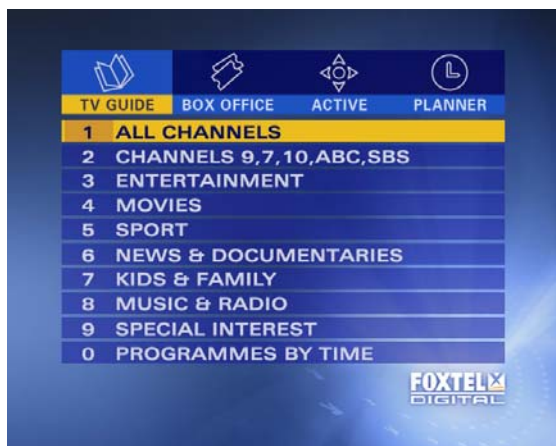 TV GUIDE BOX OFFICE ACTIVE PLANNER
1 ALL CHANNELS
2 CHANNELS 9,7,10,ABC,SBS
3 ENTERTAINMENT
4 MOVIES
5 SPORT
6 NEWS & DOCUMENTARIES
7 KIDS & FAMILY
8 MUSIC & RADIO
9 SPECIAL INTEREST
0 PROGRAMMES BY TIME
FOXTEL
DIGITAL